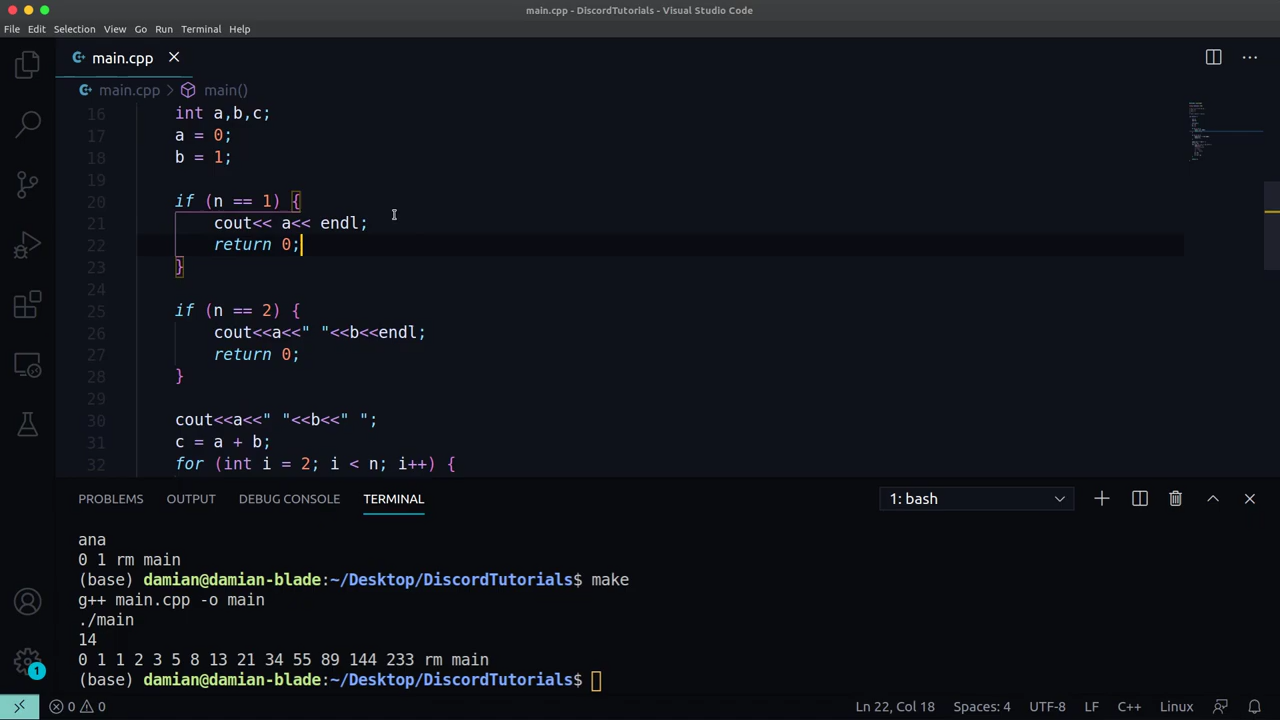 main.cpp - DiscordTutorials - Visual Studio Code
File Edit Selection View Go Run Terminal Help
main.cpp
main.cpp > main()
16 int a,b,c;
17 a = 0;
18 b = 1;
19
20 if (n == 1) {
21 cout<< a<< endl;
22 return 0;
23 }
24
25 if (n == 2) {
26 cout<<a<<" "<<b<<endl;
27 return 0;
28 }
29
30 cout<<a<<" "<<b<<" ";
31 c = a + b;
32 for (int i = 2; i < n; i++) {
PROBLEMS OUTPUT DEBUG CONSOLE TERMINAL 1: bash
ana
0 1 rm main
(base) damian@damian-blade:~/Desktop/DiscordTutorials$ make
g++ main.cpp -o main
./main
14
0 1 1 2 3 5 8 13 21 34 55 89 144 233 rm main
(base) damian@damian-blade:~/Desktop/DiscordTutorials$
1
0 0 Ln 22, Col 18 Spaces: 4 UTF-8 LF C++ Linux